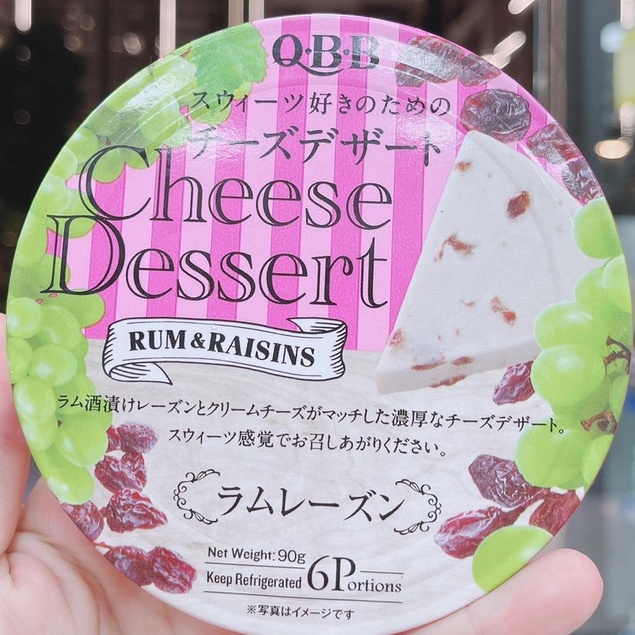 Q·B·B
スウィーツ好きのための
チーズデザート
Cheese
Dessert
RUM & RAISINS
ラム酒漬けレーズンとクリームチーズがマッチした濃厚なチーズデザート。
スウィーツ感覚でお召しあがりください。
ラムレーズン
Net Weight: 90g
Keep Refrigerated 6Portions
※写真はイメージです